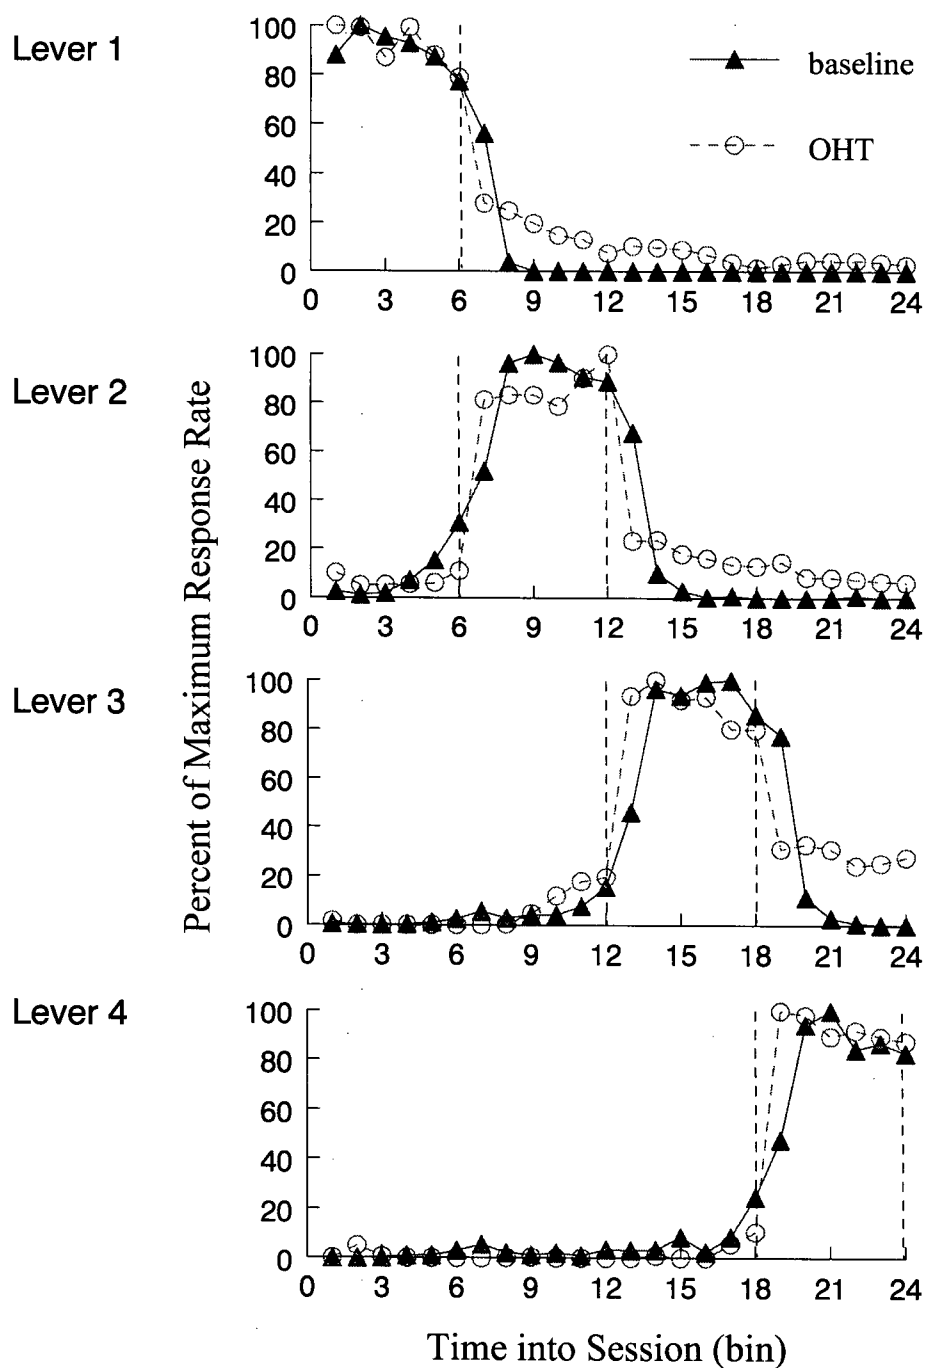 Lever 1
100
80
60
40
20
0
0 3 6 9 12 15 18 21 24
baseline
OHT
Lever 2
100
80
60
40
20
0
0 3 6 9 12 15 18 21 24
Lever 3
100
80
60
40
20
0
0 3 6 9 12 15 18 21 24
Lever 4
100
80
60
40
20
0
0 3 6 9 12 15 18 21 24
Percent of Maximum Response Rate
Time into Session (bin)